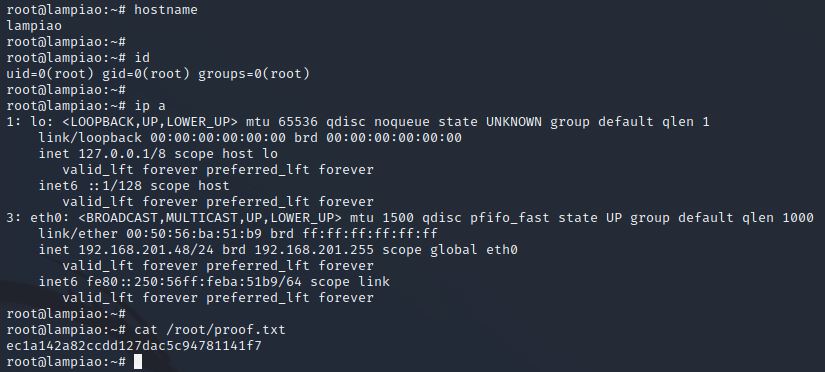 root@lampiao:~# hostname
lampiao
root@lampiao:~#
root@lampiao:~# id
uid=0(root) gid=0(root) groups=0(root)
root@lampiao:~#
root@lampiao:~# ip a
1: lo: <LOOPBACK,UP,LOWER_UP> mtu 65536 qdisc noqueue state UNKNOWN group default qlen 1
    link/loopback 00:00:00:00:00:00 brd 00:00:00:00:00:00
    inet 127.0.0.1/8 scope host lo
       valid_lft forever preferred_lft forever
    inet6 ::1/128 scope host
       valid_lft forever preferred_lft forever
3: eth0: <BROADCAST,MULTICAST,UP,LOWER_UP> mtu 1500 qdisc pfifo_fast state UP group default qlen 1000
    link/ether 00:50:56:ba:51:b9 brd ff:ff:ff:ff:ff:ff
    inet 192.168.201.48/24 brd 192.168.201.255 scope global eth0
       valid_lft forever preferred_lft forever
    inet6 fe80::250:56ff:feba:51b9/64 scope link
       valid_lft forever preferred_lft forever
root@lampiao:~#
root@lampiao:~# cat /root/proof.txt
ec1a142a82ccdd127dac5c94781141f7
root@lampiao:~#